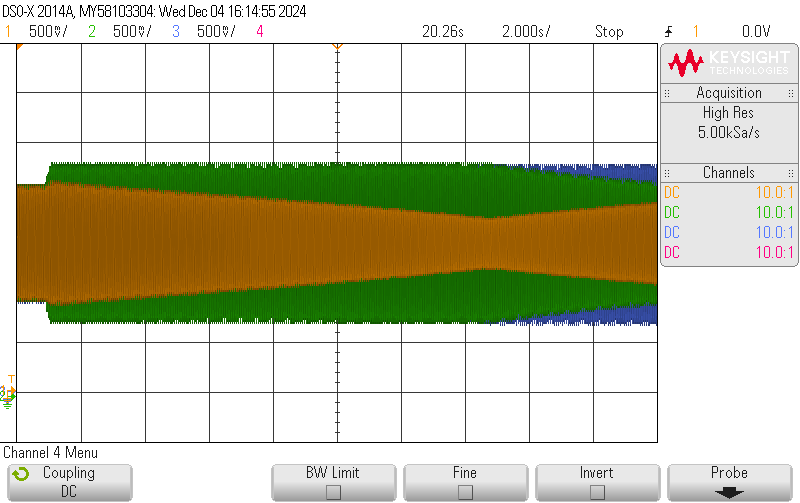 DSO-X 2014A, MY58103304: Wed Dec 04 16:14:55 2024
1 500mV/ 2 500mV/ 3 500mV/ 4 20.26s 2.000s/ Stop 1 0.0V
KEYSIGHT
TECHNOLOGIES
Acquisition
High Res
5.00kSa/s
Channels
DC 10.0:1
DC 10.0:1
DC 10.0:1
DC 10.0:1
T
Channel 4 Menu
Coupling
DC
BW Limit
Fine
Invert
Probe